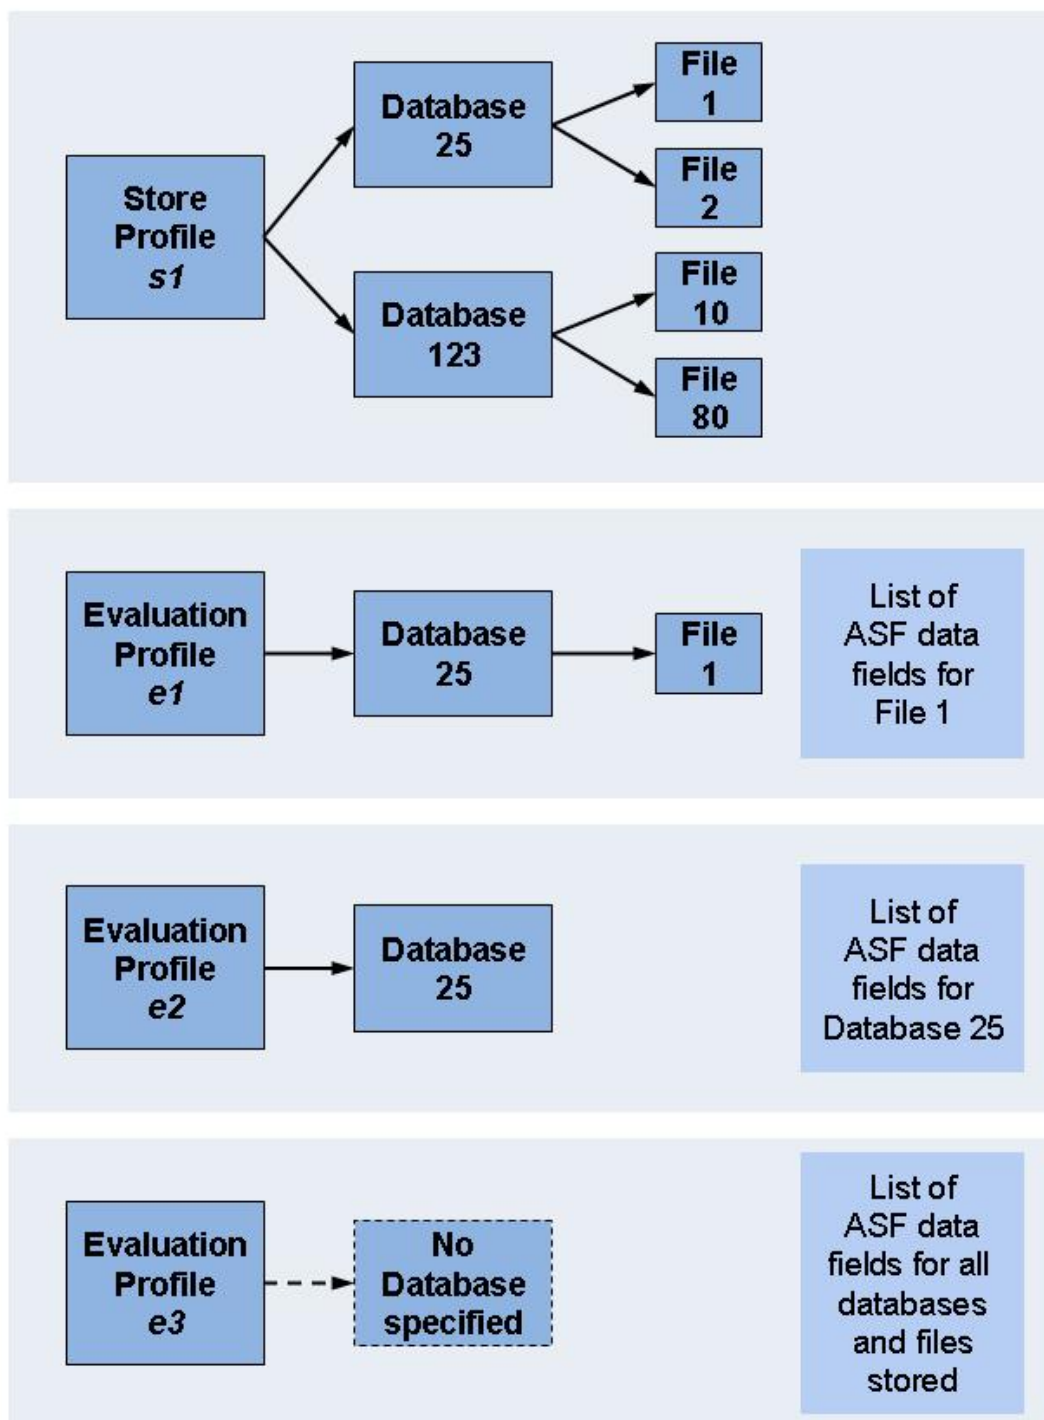 Store
Profile
s1
Database
25
File
1
File
2
Database
123
File
10
File
80
Evaluation
Profile
e1
Database
25
File
1
List of
ASF data
fields for
File 1
Evaluation
Profile
e2
Database
25
List of
ASF data
fields for
Database 25
Evaluation
Profile
e3
No
Database
specified
List of
ASF data
fields for all
databases
and files
stored